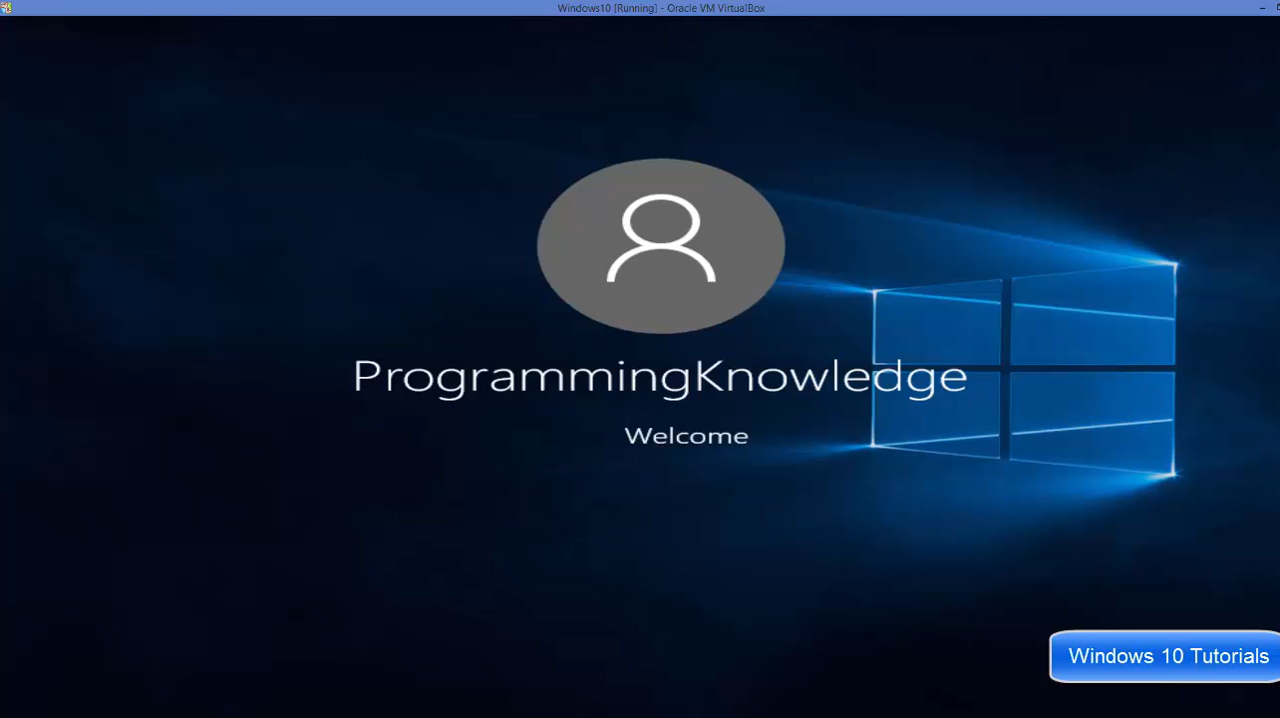 Windows10 [Running] - Oracle VM VirtualBox
ProgrammingKnowledge
Welcome
Windows 10 Tutorials